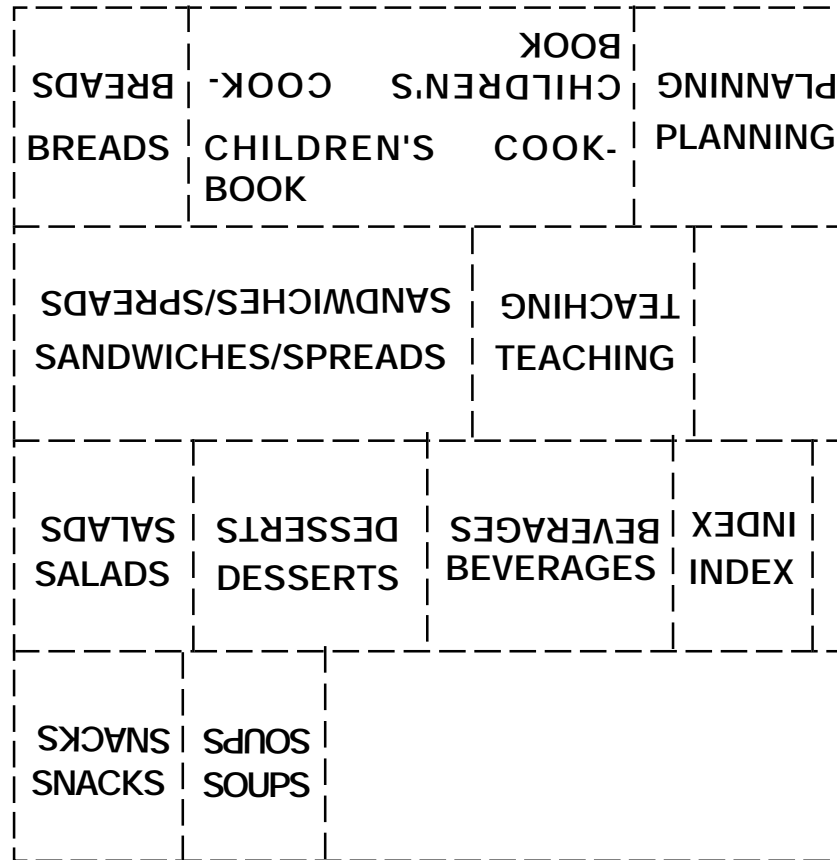 BREADS
BREADS
CHILDREN'S COOK-
BOOK
CHILDREN'S COOK-
BOOK
PLANNING
PLANNING
SANDWICHES/SPREADS
SANDWICHES/SPREADS
TEACHING
TEACHING
SALADS
SALADS
DESSERTS
DESSERTS
BEVERAGES
BEVERAGES
INDEX
INDEX
SNACKS
SNACKS
SOUPS
SOUPS